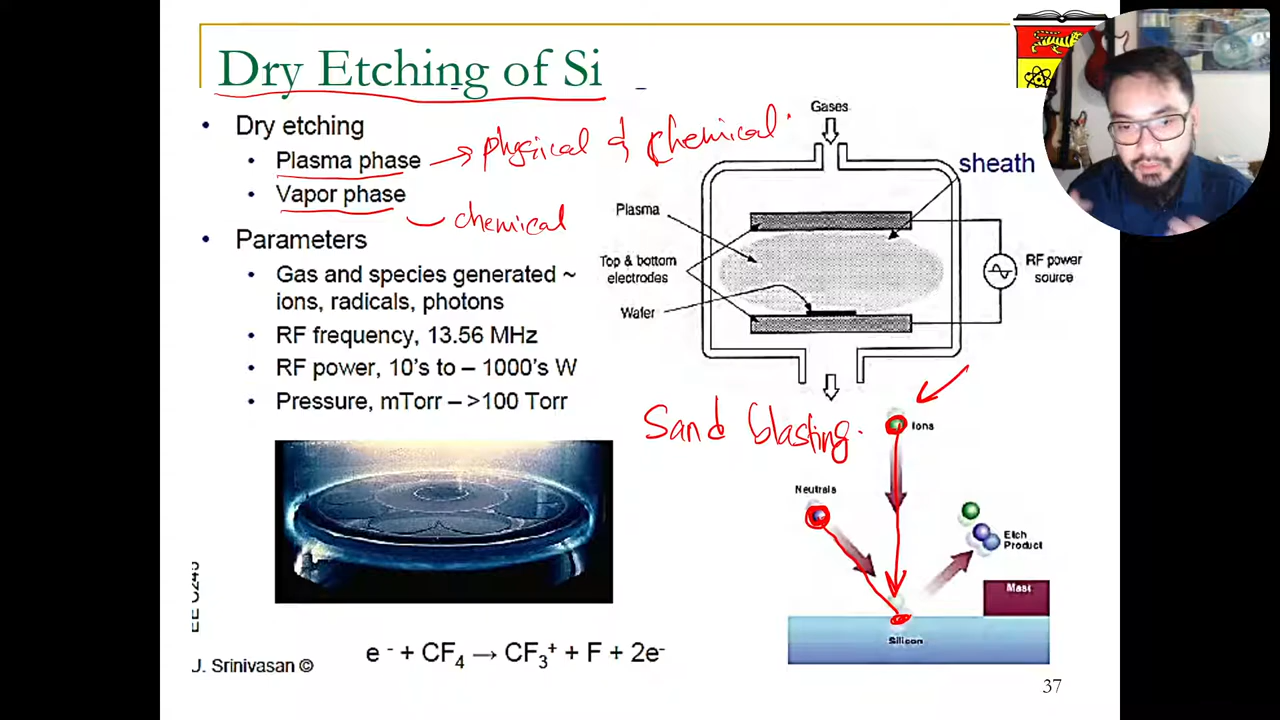 Dry Etching of Si
• Dry etching
• Plasma phase → physical & chemical.
• Vapor phase
chemical
• Parameters
• Gas and species generated ~
ions, radicals, photons
• RF frequency, 13.56 MHz
• RF power, 10's to – 1000's W
• Pressure, mTorr – >100 Torr
Gases
sheath
Plasma
Top & bottom
electrodes
Wafer
RF power
source
Sand blasting.
Ions
Neutrals
Etch
Product
Mask
Silicon
e - + CF4 → CF3+ + F + 2e-
J. Srinivasan ©
37